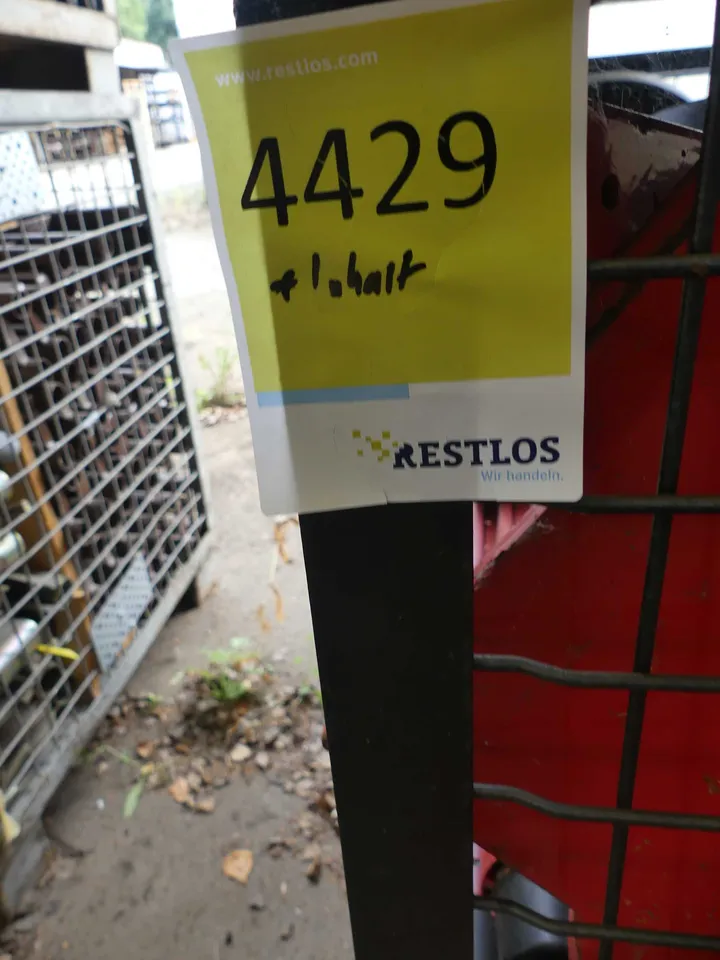 www.restlos.com
4429
+ Inhalt
RESTLOS
Wir handeln.